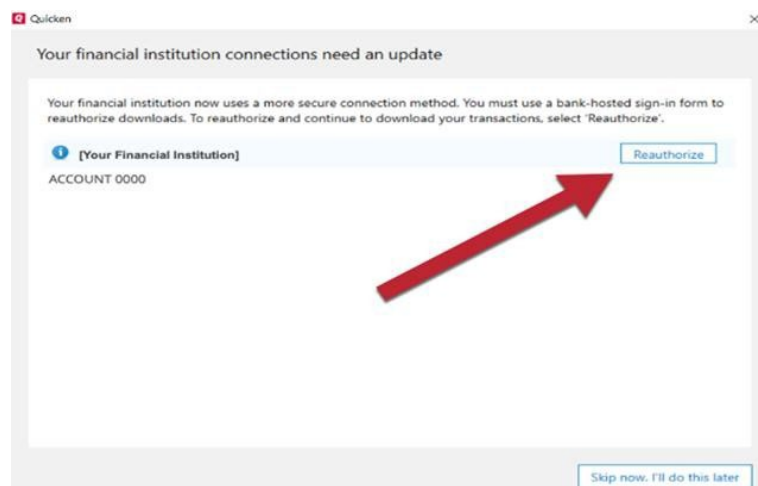 Quicken
Your financial institution connections need an update
Your financial institution now uses a more secure connection method. You must use a bank-hosted sign-in form to
reauthorize downloads. To reauthorize and continue to download your transactions, select 'Reauthorize'.
[Your Financial Institution]
Reauthorize
ACCOUNT 0000
Skip now. I'll do this later